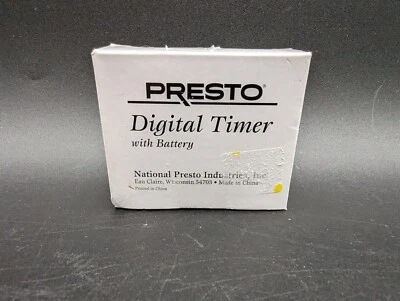 PRESTO®
Digital Timer
with Battery
National Presto Industries, Inc.
Eau Claire, Wisconsin 54703 • Made in China
Printed in China